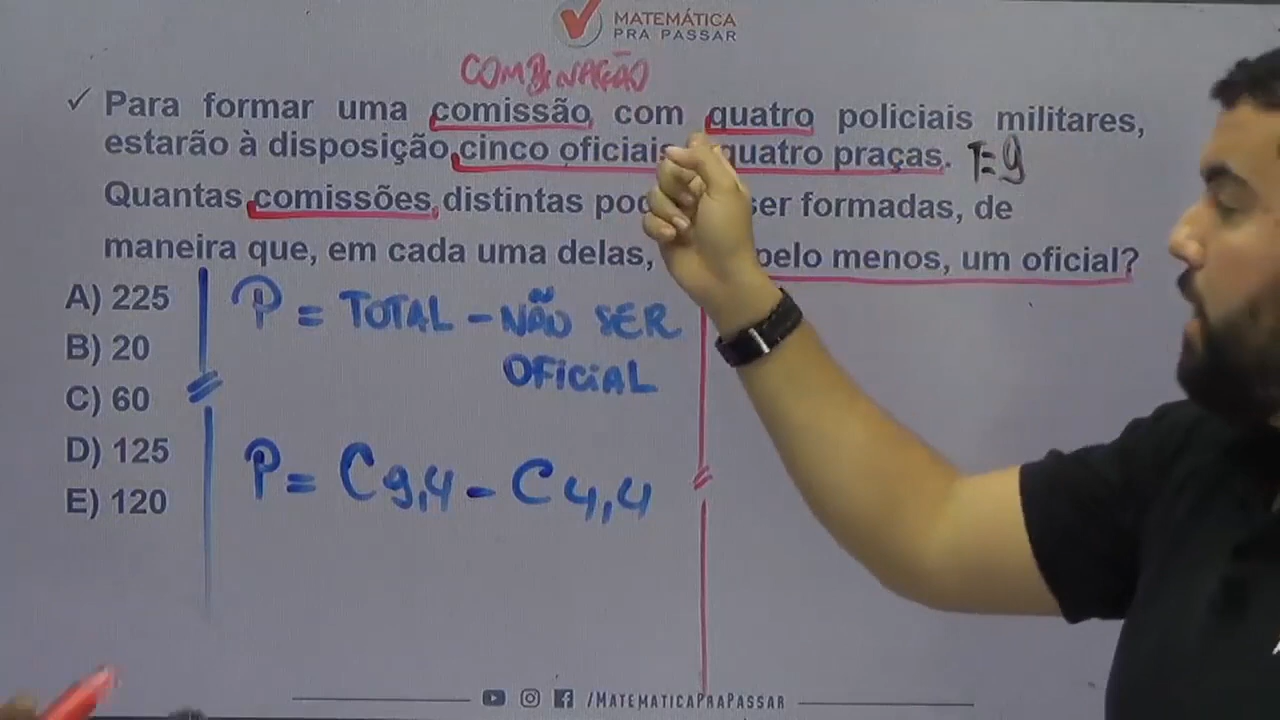 MATEMÁTICA
PRA PASSAR
COMBINAÇÃO
✓ Para formar uma comissão com quatro policiais militares,
estarão à disposição cinco oficiais quatro praças. T=9
Quantas comissões distintas ser formadas, de
maneira que, em cada uma delas, pelo menos, um oficial?
A) 225
B) 20
C) 60
D) 125
E) 120
P = TOTAL - NÃO SER
OFICIAL
P = C9,4 - C4,4
/MATEMATICAPRAPASSAR